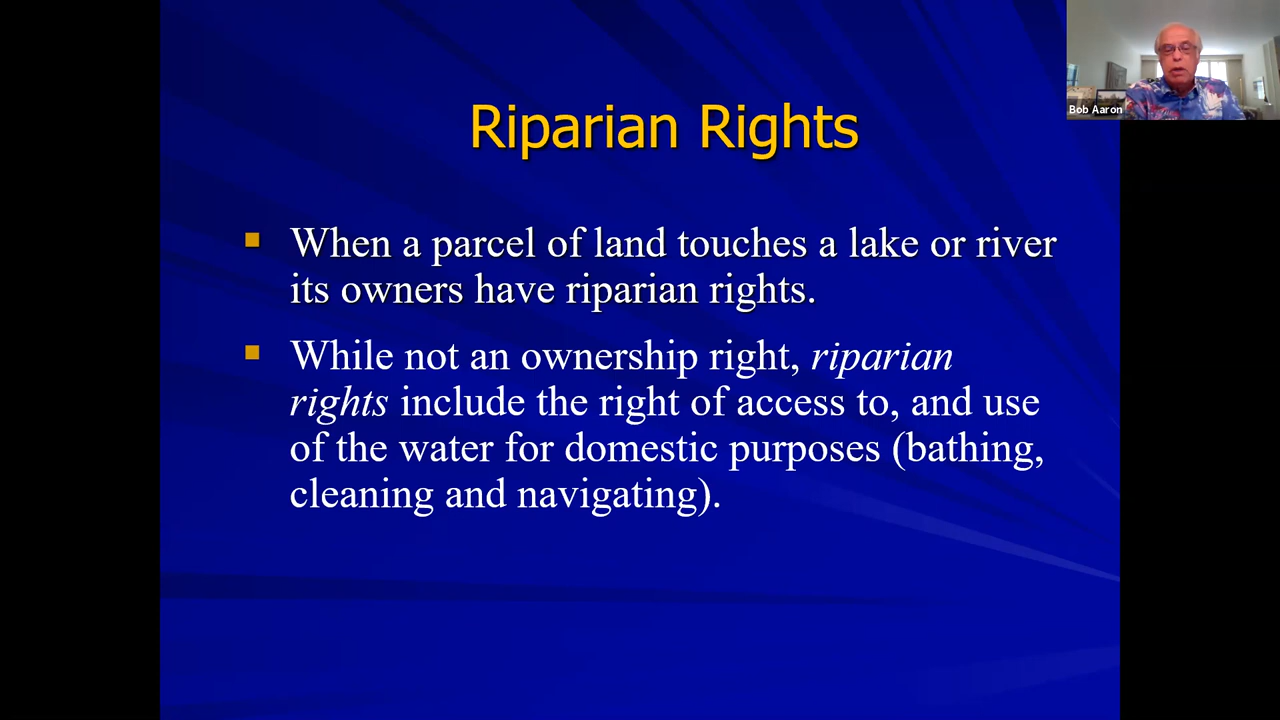 Riparian Rights
When a parcel of land touches a lake or river
its owners have riparian rights.
While not an ownership right, riparian
rights include the right of access to, and use
of the water for domestic purposes (bathing,
cleaning and navigating).
Bob Aaron